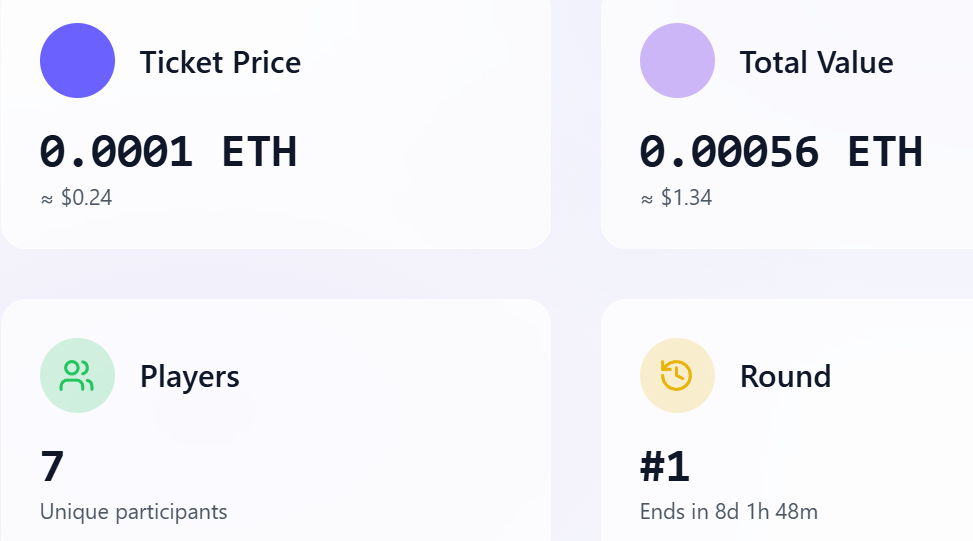 Ticket Price
0.0001 ETH
≈ $0.24
Total Value
0.00056 ETH
≈ $1.34
Players
7
Unique participants
Round
#1
Ends in 8d 1h 48m